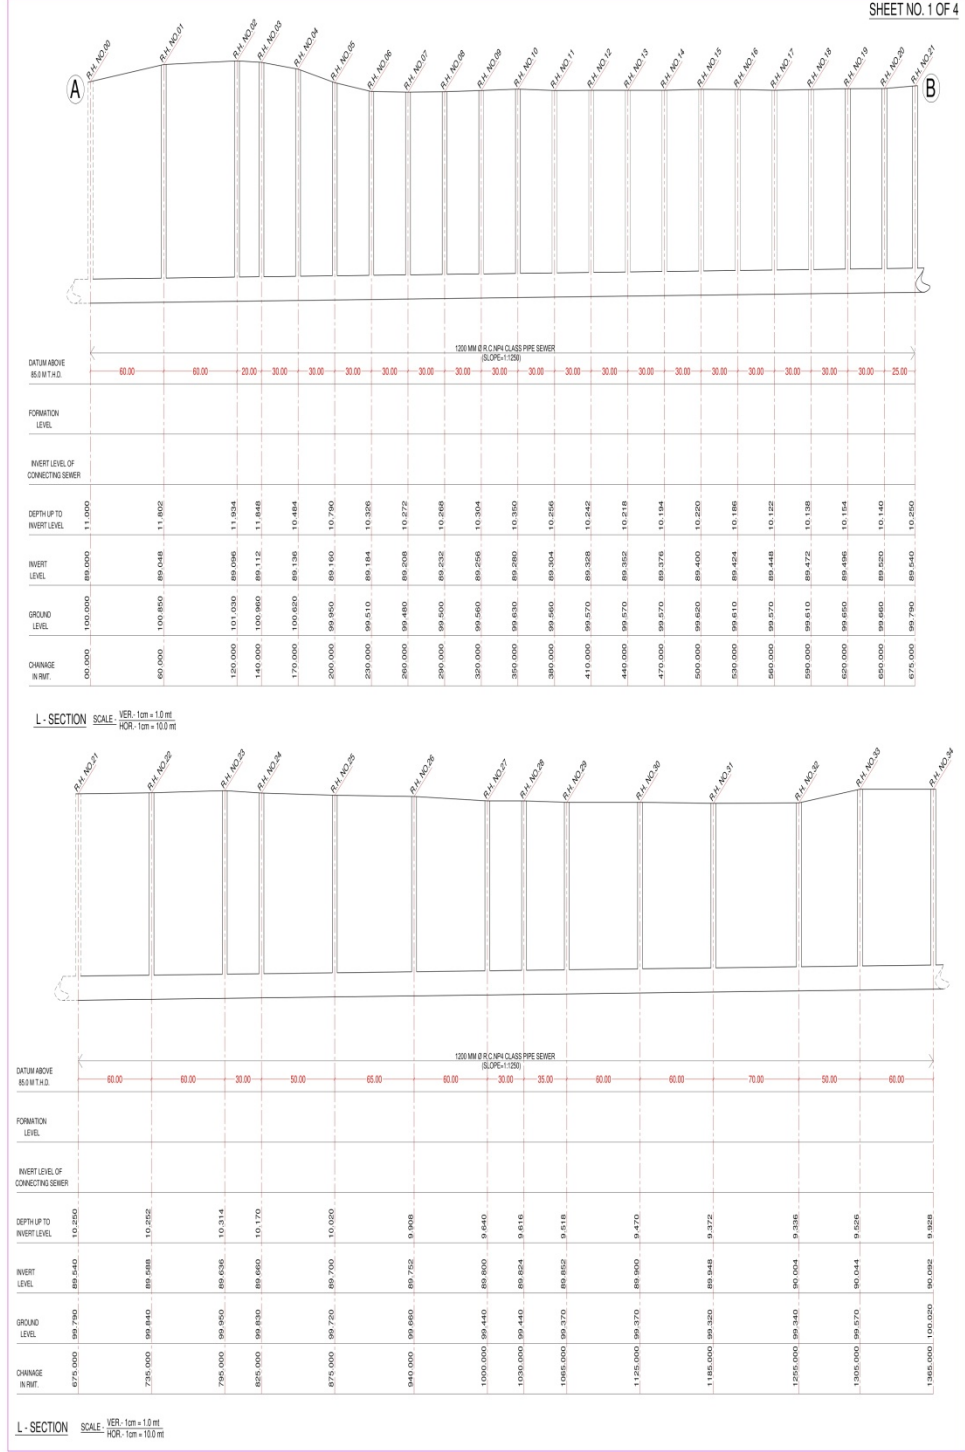 SHEET NO. 1 OF 4
R.H. NO.00 R.H. NO.01 R.H. NO.02 R.H. NO.03 R.H. NO.04 R.H. NO.05 R.H. NO.06 R.H. NO.07 R.H. NO.08 R.H. NO.09 R.H. NO.10 R.H. NO.11 R.H. NO.12 R.H. NO.13 R.H. NO.14 R.H. NO.15 R.H. NO.16 R.H. NO.17 R.H. NO.18 R.H. NO.19 R.H. NO.20 R.H. NO.21
A B
1200 MM Ø R.C.NP4 CLASS PIPE SEWER
(SLOPE=1:1250)
DATUM ABOVE
85.0 M T.H.D.
60.00 60.00 20.00 30.00 30.00 30.00 30.00 30.00 30.00 30.00 30.00 30.00 30.00 30.00 30.00 30.00 30.00 30.00 30.00 30.00 25.00
FORMATION
LEVEL
INVERT LEVEL OF
CONNECTING SEWER
DEPTH UP TO
INVERT LEVEL
11.000 11.802 11.934 11.848 10.484 10.790 10.326 10.272 10.268 10.304 10.350 10.256 10.242 10.218 10.194 10.220 10.186 10.122 10.138 10.154 10.140 10.250
INVERT
LEVEL
89.000 89.048 89.096 89.112 89.136 89.160 89.184 89.208 89.232 89.256 89.280 89.304 89.328 89.352 89.376 89.400 89.424 89.448 89.472 89.496 89.520 89.540
GROUND
LEVEL
100.000 100.850 101.030 100.960 100.620 99.950 99.510 99.480 99.500 99.560 99.630 99.560 99.570 99.570 99.570 99.620 99.610 99.570 99.610 99.650 99.660 99.790
CHAINAGE
IN RMT.
00.000 60.000 120.000 140.000 170.000 200.000 230.000 260.000 290.000 320.000 350.000 380.000 410.000 440.000 470.000 500.000 530.000 560.000 590.000 620.000 650.000 675.000
L - SECTION SCALE - VER.- 1cm = 1.0 mt
HOR.- 1cm = 10.0 mt
R.H. NO.21 R.H. NO.22 R.H. NO.23 R.H. NO.24 R.H. NO.25 R.H. NO.26 R.H. NO.27 R.H. NO.28 R.H. NO.29 R.H. NO.30 R.H. NO.31 R.H. NO.32 R.H. NO.33 R.H. NO.34
1200 MM Ø R.C.NP4 CLASS PIPE SEWER
(SLOPE=1:1250)
DATUM ABOVE
85.0 M T.H.D.
60.00 60.00 30.00 50.00 65.00 60.00 30.00 35.00 60.00 60.00 70.00 50.00 60.00
FORMATION
LEVEL
INVERT LEVEL OF
CONNECTING SEWER
DEPTH UP TO
INVERT LEVEL
10.250 10.252 10.314 10.170 10.020 9.908 9.640 9.616 9.518 9.470 9.372 9.336 9.526 9.928
INVERT
LEVEL
89.540 89.588 89.636 89.660 89.700 89.752 89.800 89.824 89.852 89.900 89.948 90.004 90.044 90.092
GROUND
LEVEL
99.790 99.840 99.950 99.830 99.720 99.660 99.440 99.440 99.370 99.370 99.320 99.340 99.570 100.020
CHAINAGE
IN RMT.
675.000 735.000 795.000 825.000 875.000 940.000 1000.000 1030.000 1065.000 1125.000 1185.000 1255.000 1305.000 1365.000
L - SECTION SCALE - VER.- 1cm = 1.0 mt
HOR.- 1cm = 10.0 mt